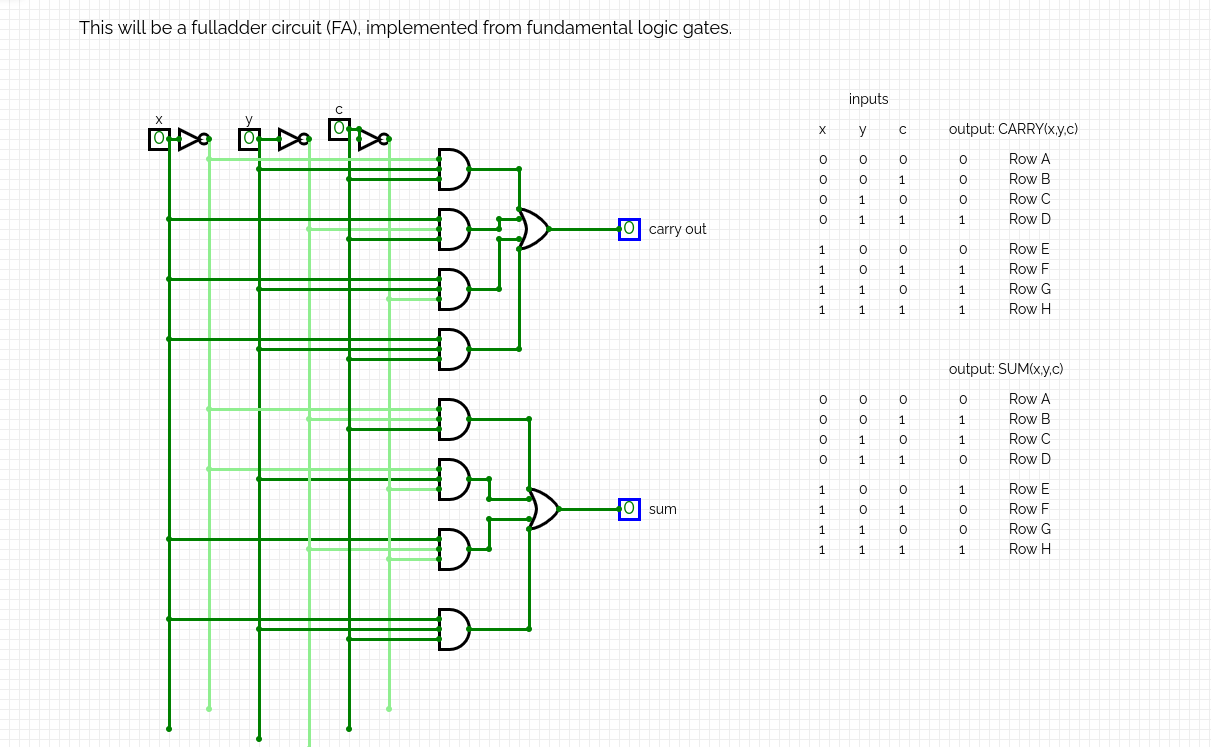 This will be a fulladder circuit (FA), implemented from fundamental logic gates.
x
0
y
0
c
0
0 carry out
0 sum
inputs
x y c output: CARRY(x,y,c)
0 0 0 0 Row A
0 0 1 0 Row B
0 1 0 0 Row C
0 1 1 1 Row D
1 0 0 0 Row E
1 0 1 1 Row F
1 1 0 1 Row G
1 1 1 1 Row H
output: SUM(x,y,c)
0 0 0 0 Row A
0 0 1 1 Row B
0 1 0 1 Row C
0 1 1 0 Row D
1 0 0 1 Row E
1 0 1 0 Row F
1 1 0 0 Row G
1 1 1 1 Row H